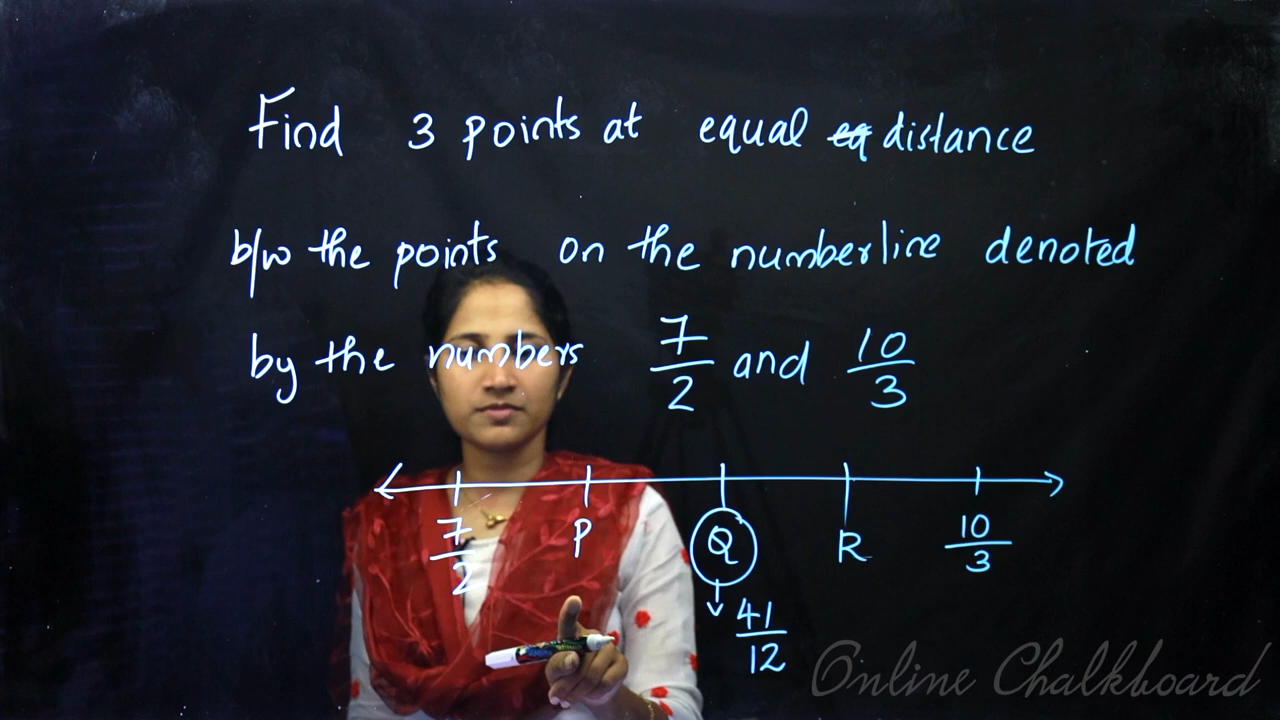 Find 3 points at equal eq distance
b/w the points on the numberline denoted
by the numbers 7/2 and 10/3
7/2 P Q R 10/3
41/12
Online Chalkboard